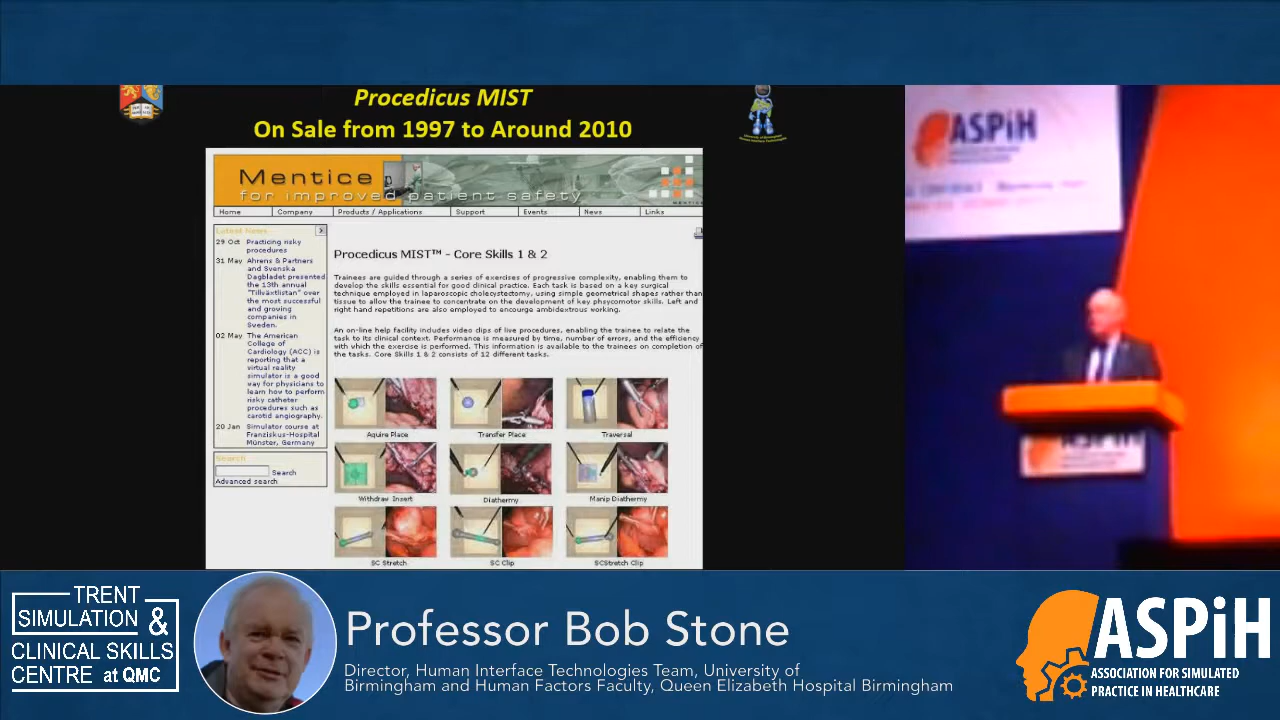 Procedicus MIST
On Sale from 1997 to Around 2010
Mentice
for improved patient safety
Home
Company
Products / Applications
Support
Events
News
Links
Latest News
29 Oct Practicing risky
procedures
31 May Ahrens & Partners
and Svenska
Dagbladet presented
the 13th annual
"Tillväxtlistan" over
the most successful
and growing
companies in
Sweden.
02 May The American
College of
Cardiology (ACC) is
reporting that a
virtual reality
simulator is a good
way for physicians to
learn how to perform
risky catheter
procedures such as
carotid angiography.
20 Jan Simulator course at
Franziskus-Hospital
Münster, Germany
Search
Search
Advanced search
Procedicus MIST™ - Core Skills 1 & 2
Trainees are guided through a series of exercises of progressive complexity, enabling them to
develop the skills essential for good clinical practice. Each task is based on a key surgical
technique employed in laparoscopic cholecystectomy, using simple geometrical shapes rather than
tissue to allow the trainee to concentrate on the development of key phsycomotor skills. Left and
right hand repetitions are also employed to encourge ambidextrous working.
An on-line help facility includes video clips of live procedures, enabling the trainee to relate the
task to its clinical context. Performance is measured by time, number of errors, and the efficiency
with which the exercise is performed. This information is available to the trainees on completion of
the tasks. Core Skills 1 & 2 consists of 12 different tasks.
Aquire Place
Transfer Place
Traversal
Withdraw Insert
Diathermy
Manip Diathermy
SC Stretch
SC Clip
SCStretch Clip
ASPiH
TRENT
SIMULATION &
CLINICAL SKILLS
CENTRE at QMC
Professor Bob Stone
Director, Human Interface Technologies Team, University of
Birmingham and Human Factors Faculty, Queen Elizabeth Hospital Birmingham
ASPiH
ASSOCIATION FOR SIMULATED
PRACTICE IN HEALTHCARE